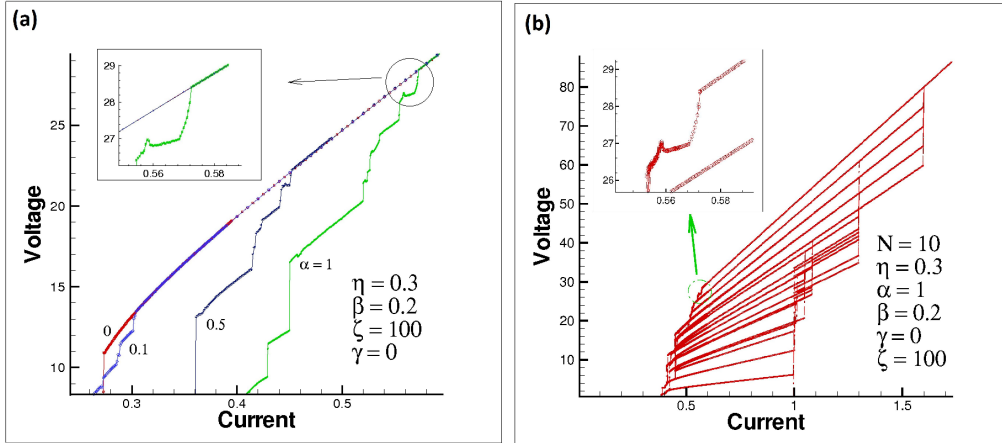 (a)
29
28
27
0.56
0.58
25
20
15
10
Voltage
0
0.1
0.5
α = 1
η = 0.3
β = 0.2
ζ = 100
γ = 0
0.3
0.4
0.5
Current
(b)
29
28
27
26
0.56
0.58
80
70
60
50
40
30
20
10
Voltage
N = 10
η = 0.3
α = 1
β = 0.2
γ = 0
ζ = 100
0.5
1
1.5
Current